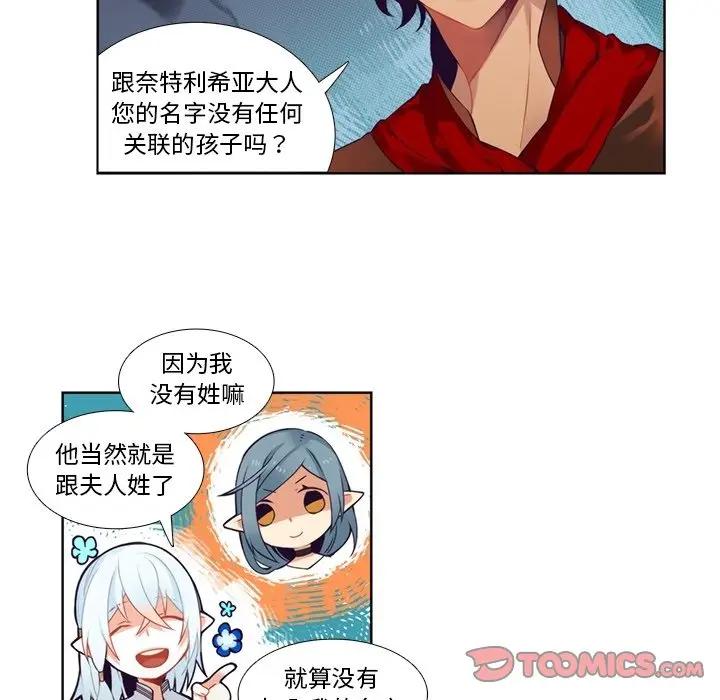 跟奈特利希亚大人
您的名字没有任何
关联的孩子吗？
因为我
没有姓嘛
他当然就是
跟夫人姓了
就算没有
TOOMICS.COM